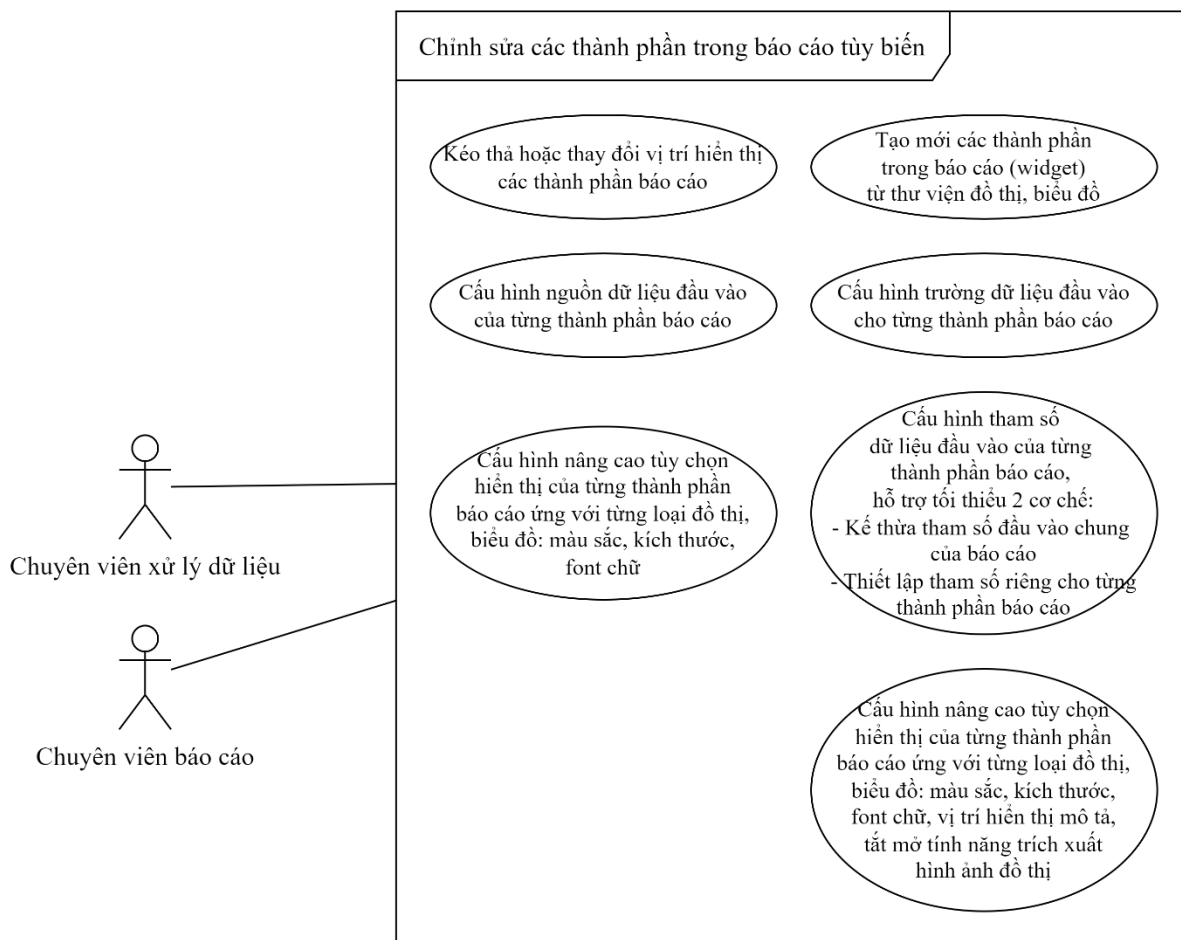 Chỉnh sửa các thành phần trong báo cáo tùy biến
Kéo thả hoặc thay đổi vị trí hiển thị
các thành phần báo cáo
Tạo mới các thành phần
trong báo cáo (widget)
từ thư viện đồ thị, biểu đồ
Cấu hình nguồn dữ liệu đầu vào
của từng thành phần báo cáo
Cấu hình trường dữ liệu đầu vào
cho từng thành phần báo cáo
Cấu hình nâng cao tùy chọn
hiển thị của từng thành phần
báo cáo ứng với từng loại đồ thị,
biểu đồ: màu sắc, kích thước,
font chữ
Cấu hình tham số
dữ liệu đầu vào của từng
thành phần báo cáo,
hỗ trợ tối thiểu 2 cơ chế:
- Kế thừa tham số đầu vào chung
của báo cáo
- Thiết lập tham số riêng cho từng
thành phần báo cáo
Chuyên viên xử lý dữ liệu
Chuyên viên báo cáo
Cấu hình nâng cao tùy chọn
hiển thị của từng thành phần
báo cáo ứng với từng loại đồ thị,
biểu đồ: màu sắc, kích thước,
font chữ, vị trí hiển thị mô tả,
tắt mở tính năng trích xuất
hình ảnh đồ thị